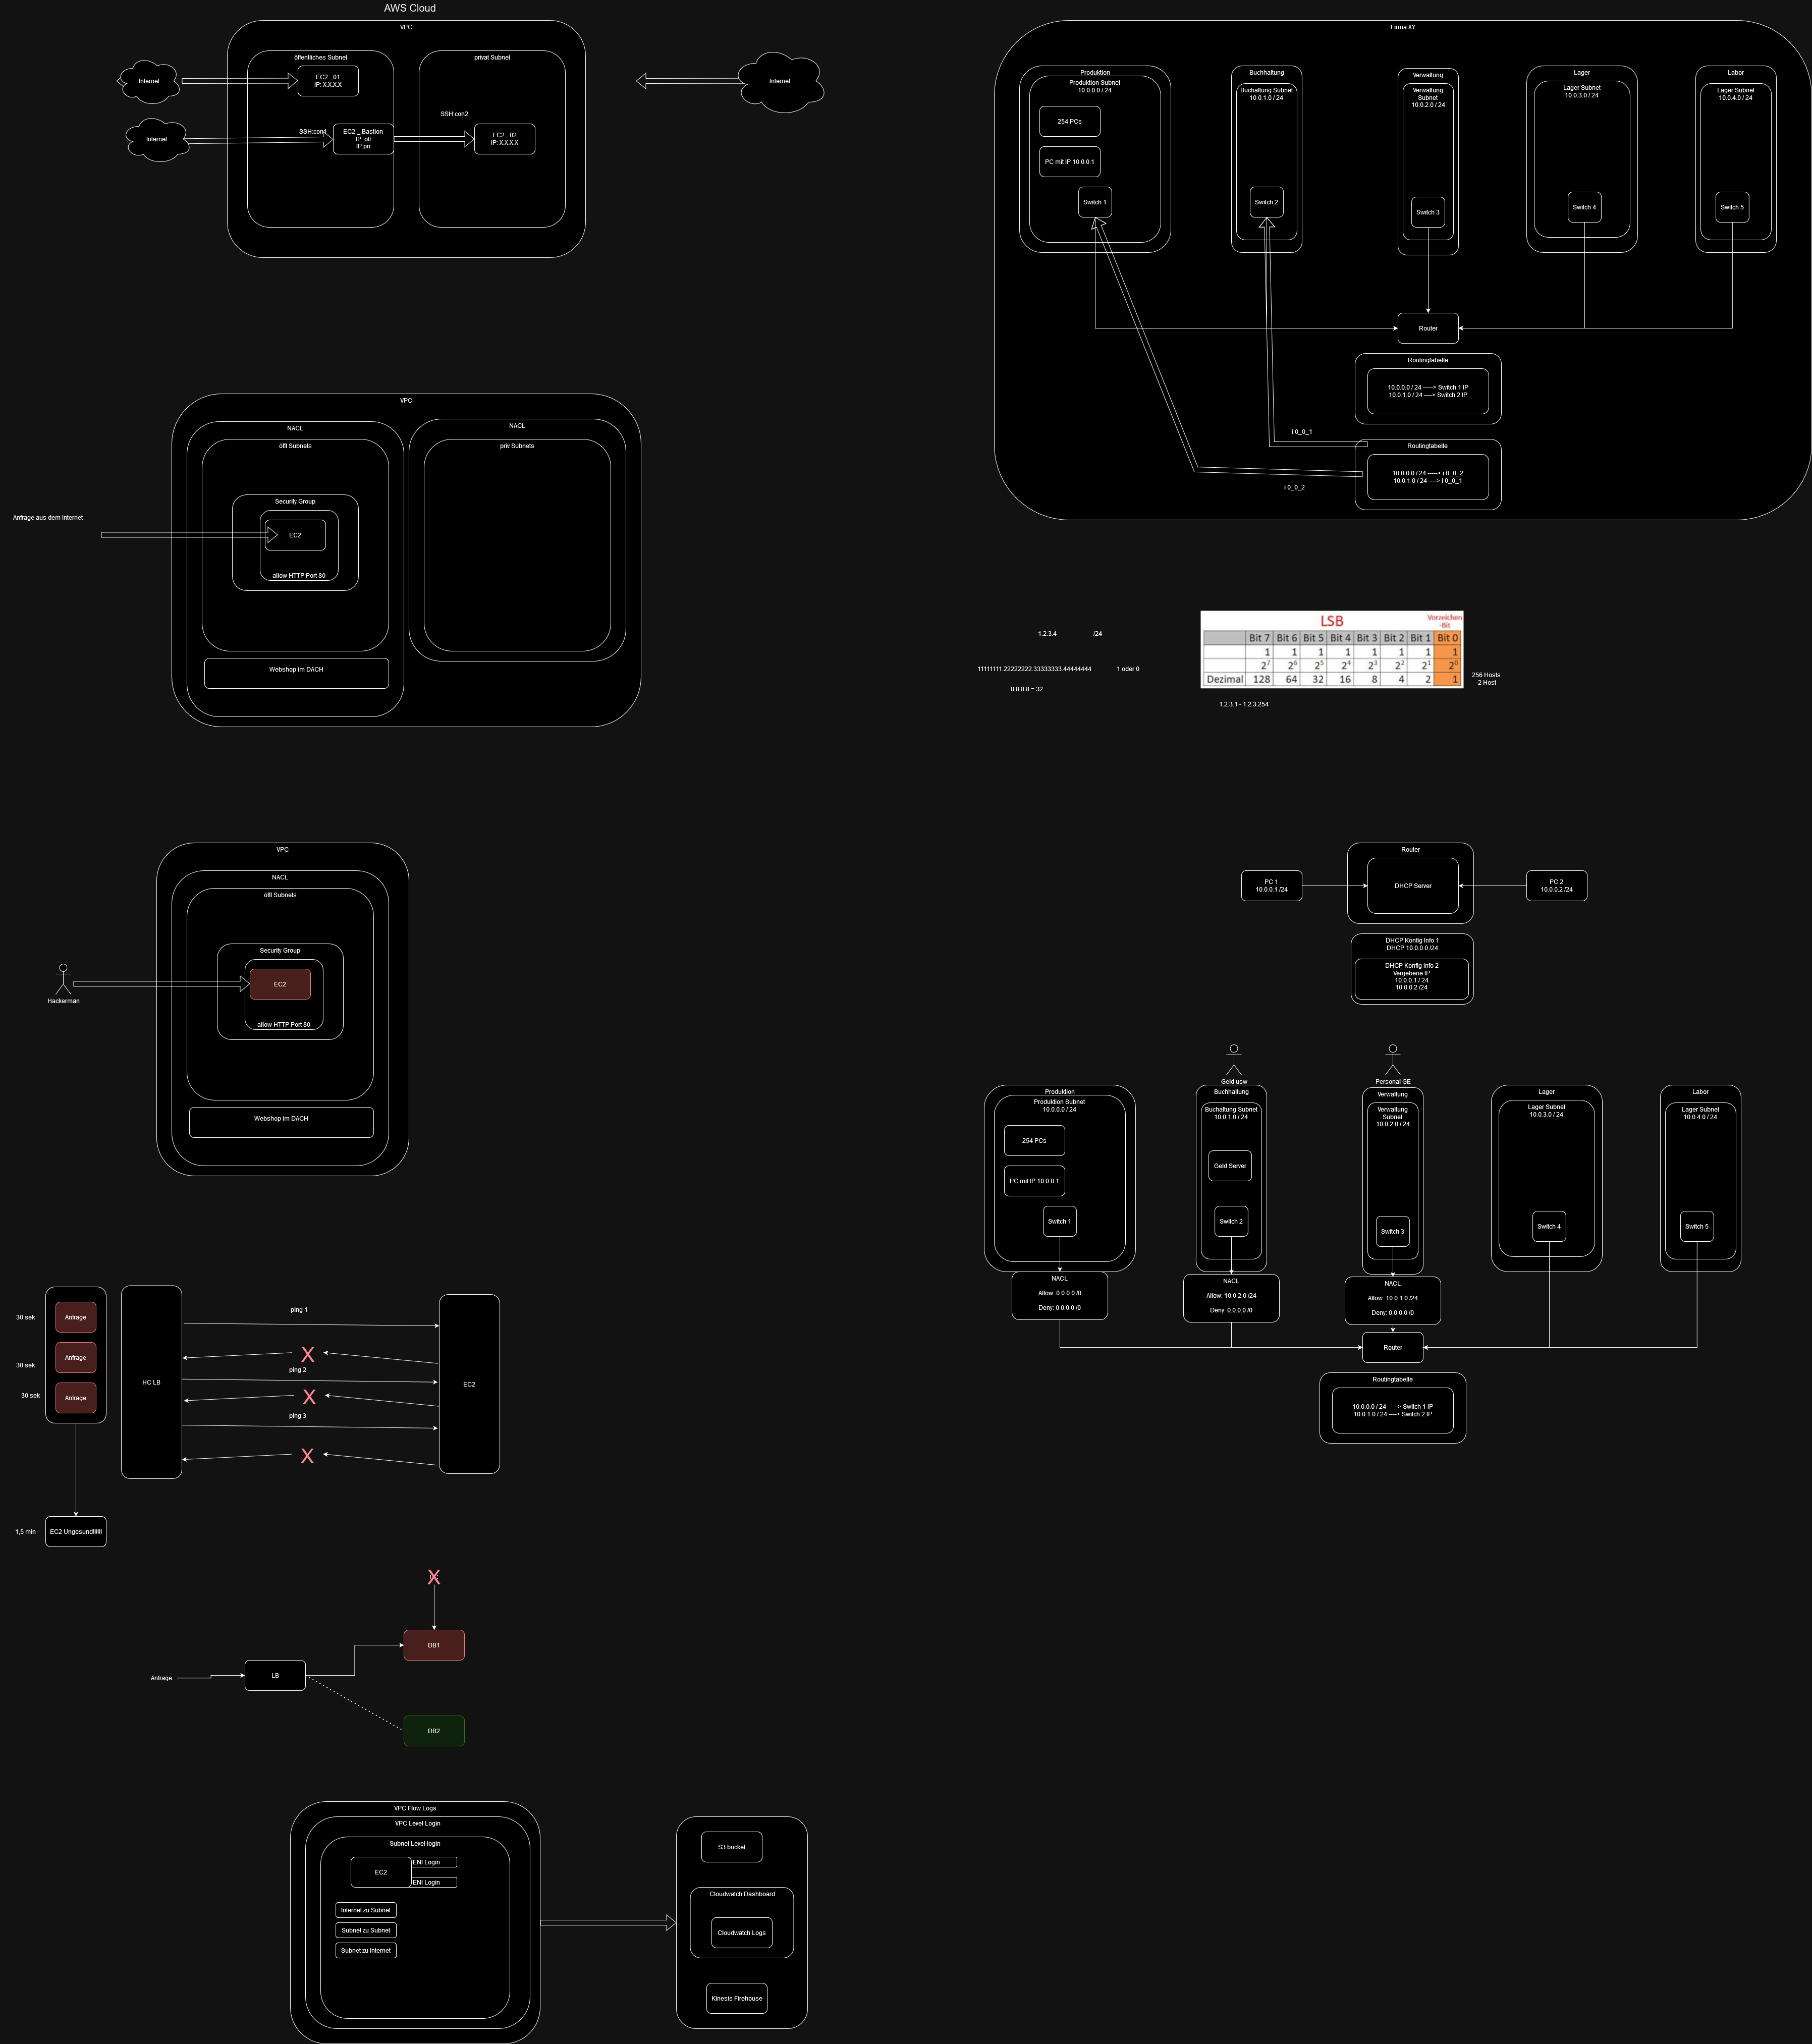 AWS Cloud
VPC
öffentliches Subnet
privat Subnet
Internet
EC2 _01
IP: X.X.X.X
Internet
SSH:con1
EC2 _ Bastion
IP: öff
IP:pri
SSH:con2
EC2 _02
IP: X.X.X.X
Internet
VPC
NACL
öffl Subnets
Security Group
EC2
allow HTTP Port 80
Webshop im DACH
NACL
priv Subnets
Anfrage aus dem Internet
VPC
NACL
öffl Subnets
Security Group
EC2
allow HTTP Port 80
Webshop im DACH
Hackerman
30 sek
Anfrage
30 sek
Anfrage
30 sek
Anfrage
HC LB
ping 1
X
ping 2
X
ping 3
X
EC2
1,5 min
EC2 Ungesund!!!!!!
X
DB1
Anfrage
LB
DB2
VPC Flow Logs
VPC Level Login
Subnet Level login
EC2
ENI Login
ENI Login
Internet zu Subnet
Subnet zu Subnet
Subnet zu Internet
S3 bucket
Cloudwatch Dashboard
Cloudwatch Logs
Kinesis Firehouse
Firma XY
Produktion
Produktion Subnet
10.0.0.0 / 24
254 PCs
PC mit IP 10.0.0.1
Switch 1
Buchhaltung
Buchaltung Subnet
10.0.1.0 / 24
Switch 2
Verwaltung
Verwaltung
Subnet
10.0.2.0 / 24
Switch 3
Lager
Lager Subnet
10.0.3.0 / 24
Switch 4
Labor
Lager Subnet
10.0.4.0 / 24
Switch 5
Router
Routingtabelle
10.0.0.0 / 24 -----> Switch 1 IP
10.0.1.0 / 24 ----> Switch 2 IP
i 0_0_1
Routingtabelle
10.0.0.0 / 24 -----> i 0_0_2
10.0.1.0 / 24 ----> i 0_0_1
i 0_0_2
1.2.3.4 /24
11111111.22222222.33333333.44444444 1 oder 0
8.8.8.8 = 32
LSB
Vorzeichen
-Bit
Bit 7 Bit 6 Bit 5 Bit 4 Bit 3 Bit 2 Bit 1 Bit 0
1 1 1 1 1 1 1 1
2⁷ 2⁶ 2⁵ 2⁴ 2³ 2² 2¹ 2⁰
Dezimal 128 64 32 16 8 4 2 1
256 Hosts
-2 Host
1.2.3.1 - 1.2.3.254
Router
DHCP Server
PC 1
10.0.0.1 /24
PC 2
10.0.0.2 /24
DHCP Konfig Info 1
DHCP 10.0.0.0 /24
DHCP Konfig Info 2
Vergebene IP
10.0.0.1 / 24
10.0.0.2 /24
Geld usw
Personal GE
Produktion
Produktion Subnet
10.0.0.0 / 24
254 PCs
PC mit IP 10.0.0.1
Switch 1
Buchhaltung
Buchaltung Subnet
10.0.1.0 / 24
Geld Server
Switch 2
Verwaltung
Verwaltung
Subnet
10.0.2.0 / 24
Switch 3
Lager
Lager Subnet
10.0.3.0 / 24
Switch 4
Labor
Lager Subnet
10.0.4.0 / 24
Switch 5
NACL
Allow: 0.0.0.0 /0
Deny: 0.0.0.0 /0
NACL
Allow: 10.0.2.0 /24
Deny: 0.0.0.0 /0
NACL
Allow: 10.0.1.0 /24
Deny: 0.0.0.0 /0
Router
Routingtabelle
10.0.0.0 / 24 -----> Switch 1 IP
10.0.1.0 / 24 ----> Switch 2 IP